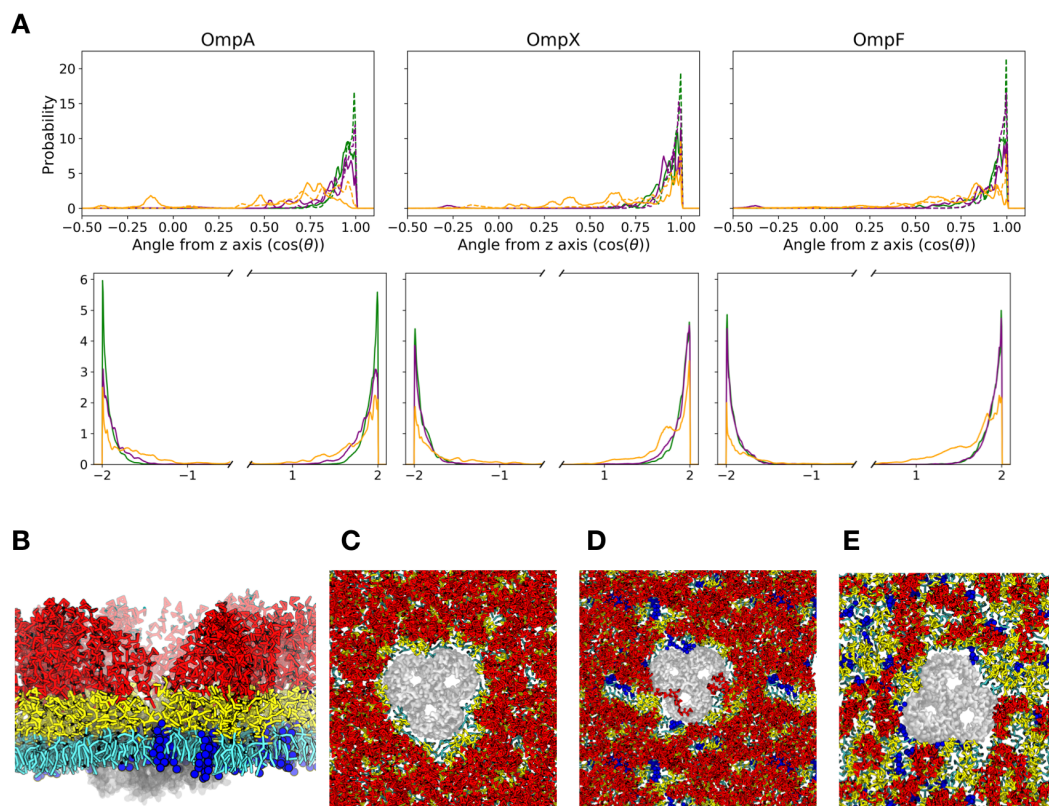 A
OmpA OmpX OmpF
Probability
20
15
10
5
0
−0.50 −0.25 0.00 0.25 0.50 0.75 1.00 −0.50 −0.25 0.00 0.25 0.50 0.75 1.00 −0.50 −0.25 0.00 0.25 0.50 0.75 1.00
Angle from z axis (cos(θ)) Angle from z axis (cos(θ)) Angle from z axis (cos(θ))
6
5
4
3
2
1
0
−2 −1 1 2 −2 −1 1 2 −2 −1 1 2
B C D E